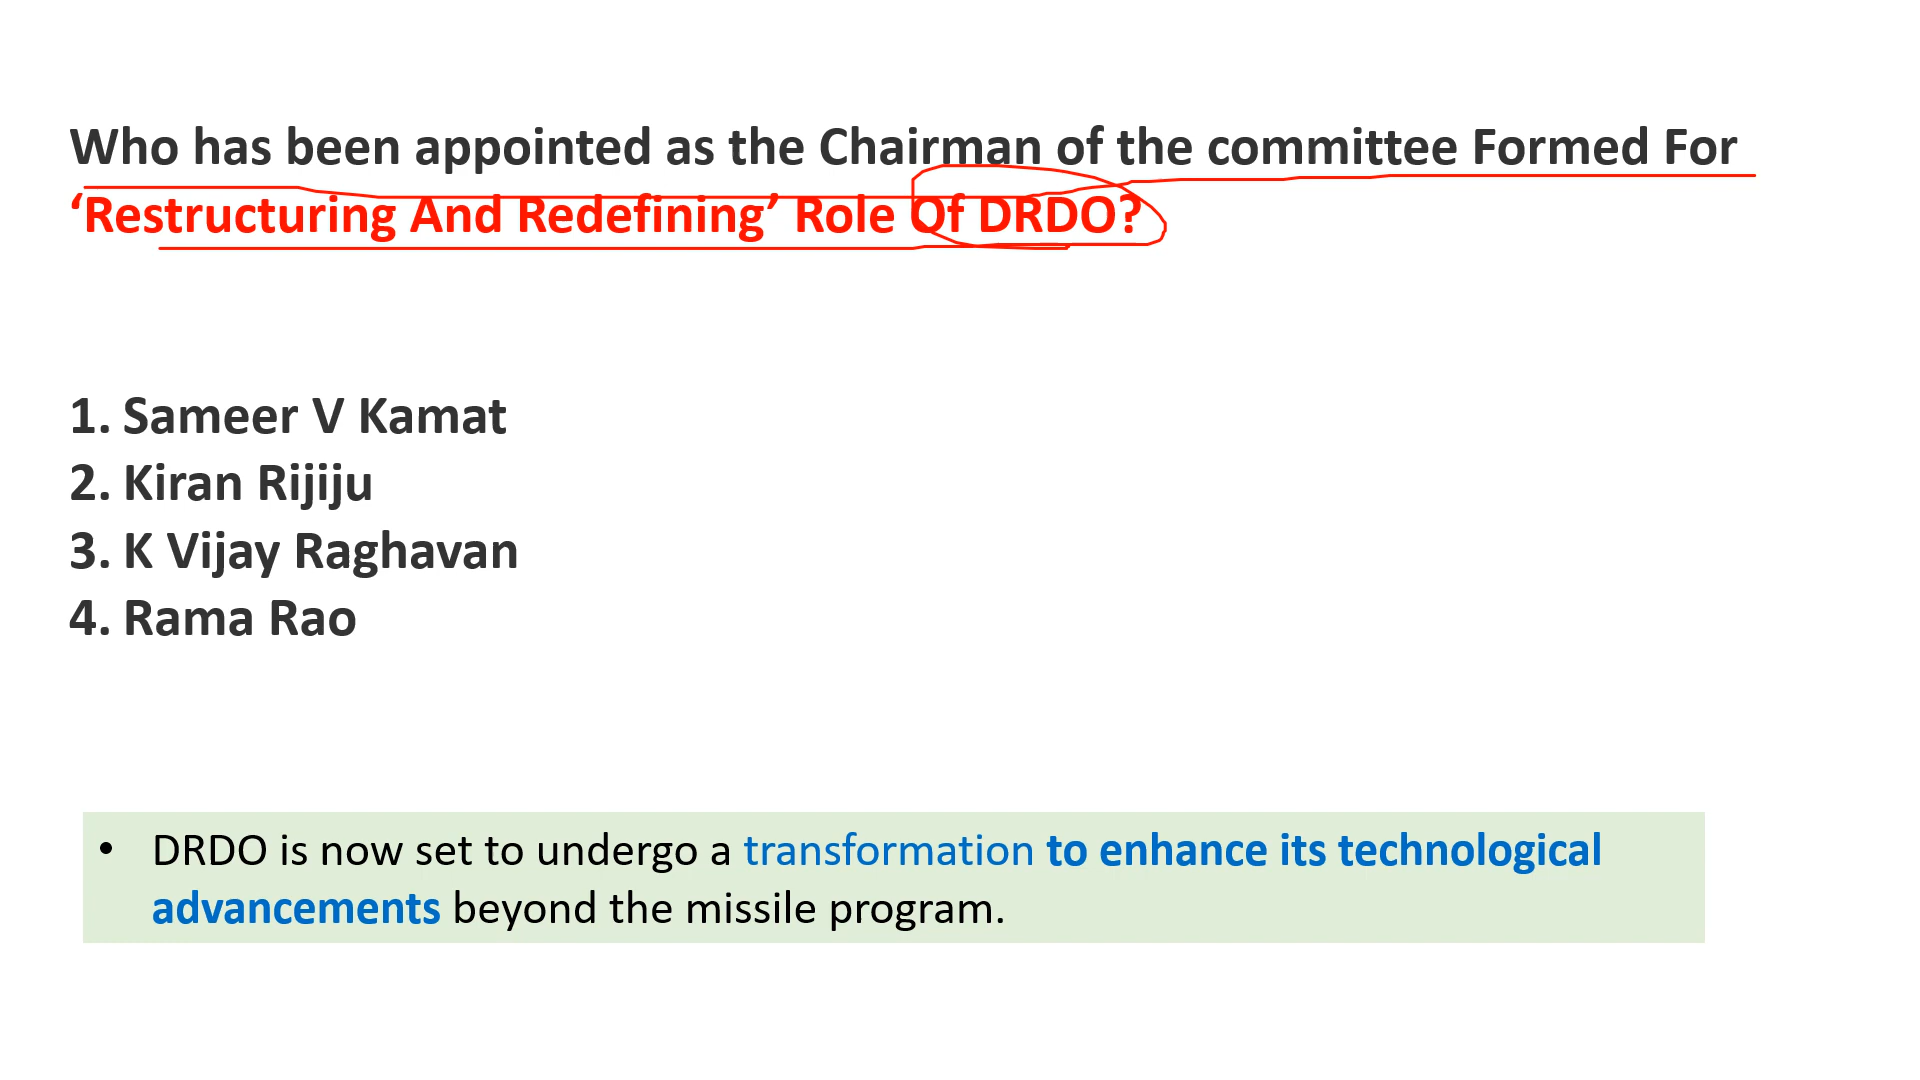 Who has been appointed as the Chairman of the committee Formed For
‘Restructuring And Redefining’ Role Of DRDO?
1. Sameer V Kamat
2. Kiran Rijiju
3. K Vijay Raghavan
4. Rama Rao
• DRDO is now set to undergo a transformation to enhance its technological
advancements beyond the missile program.